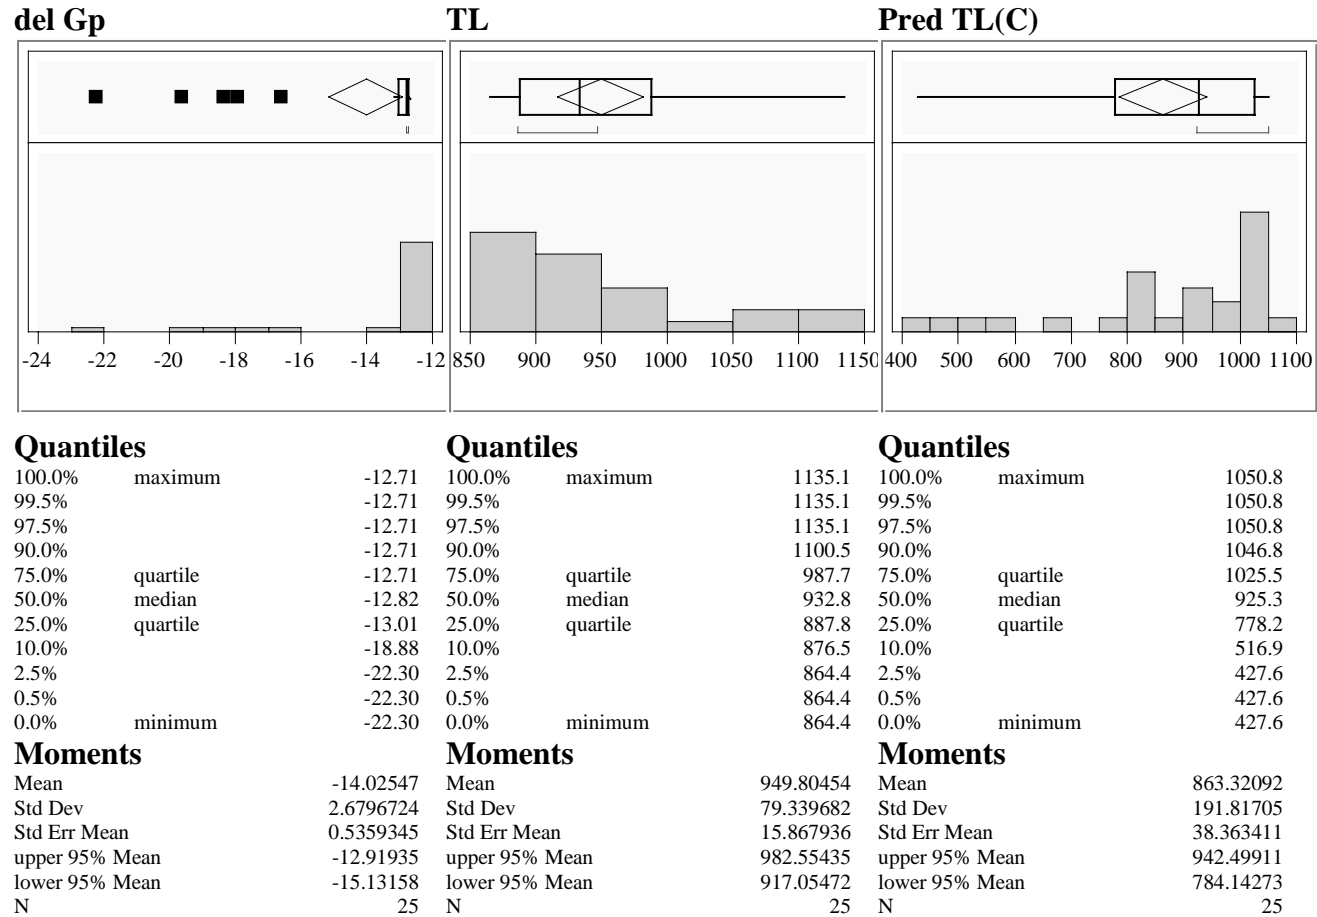 del Gp TL Pred TL(C)
-24 -22 -20 -18 -16 -14 -12 850 900 950 1000 1050 1100 1150 400 500 600 700 800 900 1000 1100
Quantiles Quantiles Quantiles
100.0% maximum -12.71 100.0% maximum 1135.1 100.0% maximum 1050.8
99.5% -12.71 99.5% 1135.1 99.5% 1050.8
97.5% -12.71 97.5% 1135.1 97.5% 1050.8
90.0% -12.71 90.0% 1100.5 90.0% 1046.8
75.0% quartile -12.71 75.0% quartile 987.7 75.0% quartile 1025.5
50.0% median -12.82 50.0% median 932.8 50.0% median 925.3
25.0% quartile -13.01 25.0% quartile 887.8 25.0% quartile 778.2
10.0% -18.88 10.0% 876.5 10.0% 516.9
2.5% -22.30 2.5% 864.4 2.5% 427.6
0.5% -22.30 0.5% 864.4 0.5% 427.6
0.0% minimum -22.30 0.0% minimum 864.4 0.0% minimum 427.6
Moments Moments Moments
Mean -14.02547 Mean 949.80454 Mean 863.32092
Std Dev 2.6796724 Std Dev 79.339682 Std Dev 191.81705
Std Err Mean 0.5359345 Std Err Mean 15.867936 Std Err Mean 38.363411
upper 95% Mean -12.91935 upper 95% Mean 982.55435 upper 95% Mean 942.49911
lower 95% Mean -15.13158 lower 95% Mean 917.05472 lower 95% Mean 784.14273
N 25 N 25 N 25